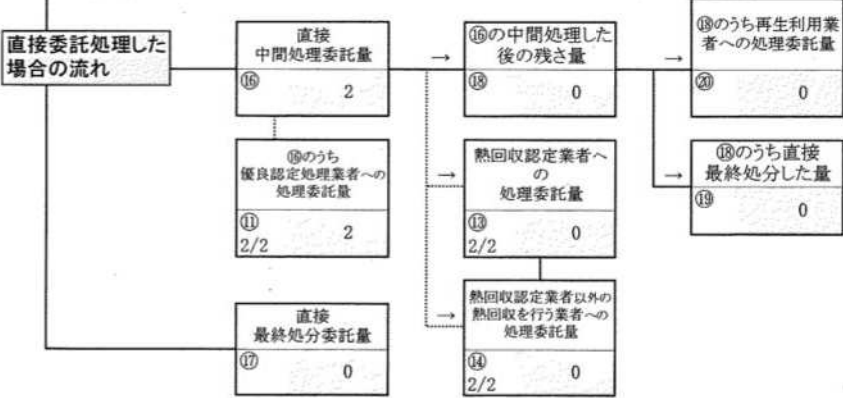 直接委託処理した
場合の流れ
直接
中間処理委託量
⑯
2
→
⑯の中間処理した
後の残さ量
⑱
0
→
⑱のうち再生利用業
者への処理委託量
⑳
0
⑯のうち
優良認定処理業者への
処理委託量
⑪
2/2
2
→
熱回収認定業者へ
の
処理委託量
⑬
2/2
0
→
⑱のうち直接
最終処分した量
⑲
0
直接
最終処分委託量
⑰
0
→
熱回収認定業者以外の
熱回収を行う業者への
処理委託量
⑭
2/2
0